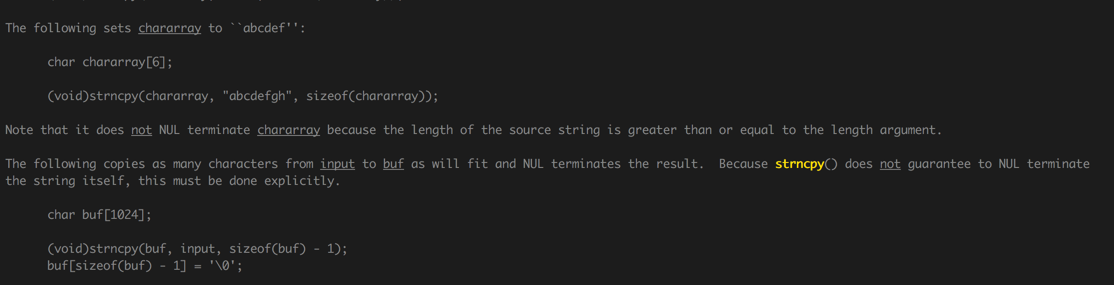 The following sets chararray to ``abcdef'':
char chararray[6];
(void)strncpy(chararray, "abcdefgh", sizeof(chararray));
Note that it does not NUL terminate chararray because the length of the source string is greater than or equal to the length argument.
The following copies as many characters from input to buf as will fit and NUL terminates the result.  Because strncpy() does not guarantee to NUL terminate
the string itself, this must be done explicitly.
char buf[1024];
(void)strncpy(buf, input, sizeof(buf) - 1);
buf[sizeof(buf) - 1] = '\0';